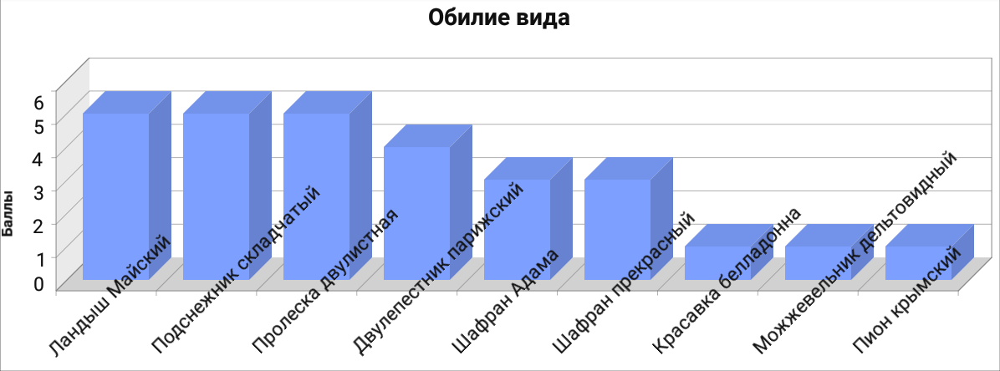 Обилие вида
Баллы
6
5
4
3
2
1
0
Ландыш Майский
Подснежник складчатый
Пролеска двулистная
Двулепестник парижский
Шафран Адама
Шафран прекрасный
Красавка белладонна
Можжевельник дельтовидный
Пион крымский